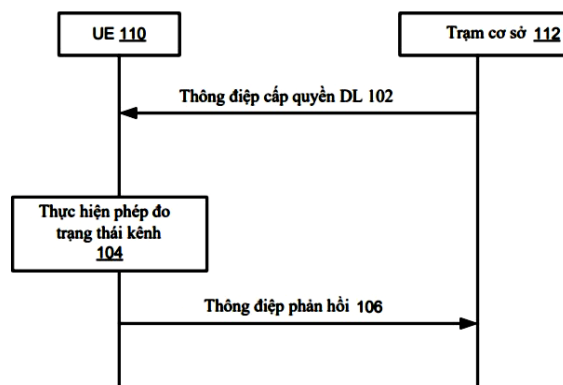 UE 110
Trạm cơ sở 112
Thông điệp cấp quyền DL 102
Thực hiện phép đo
trạng thái kênh
104
Thông điệp phản hồi 106